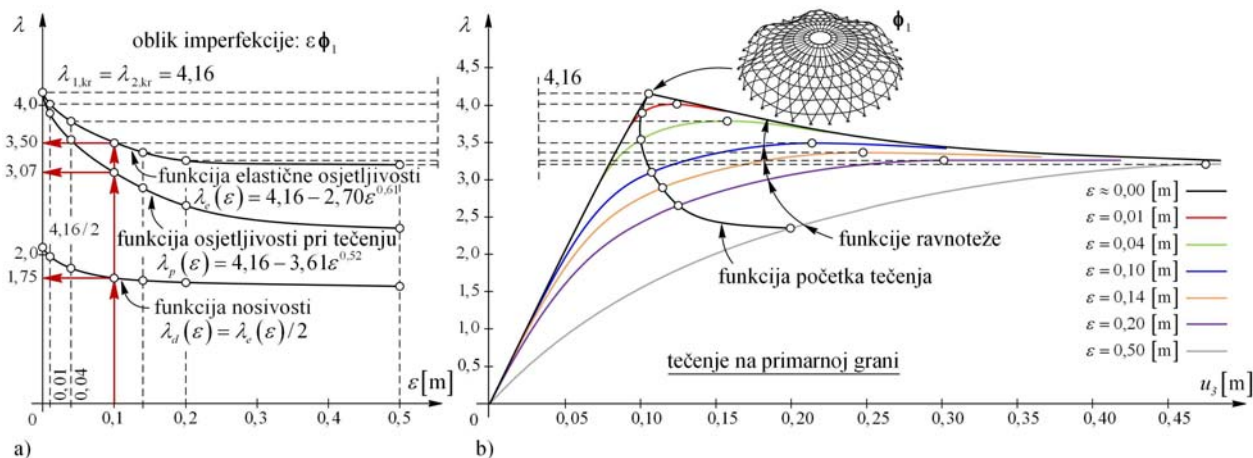 λ
oblik imperfekcije: εϕ₁
λ₁,kr = λ₂,kr = 4,16
4,0
3,50
3,07
funkcija elastične osjetljivosti
λₑ(ε) = 4,16 − 2,70ε^0,61
4,16/2
funkcija osjetljivosti pri tečenju
λₚ(ε) = 4,16 − 3,61ε^0,52
2,0
1,75
funkcija nosivosti
λ_d(ε) = λₑ(ε)/2
0,01
0,04
ε[m]
0
0 0,1 0,2 0,3 0,4 0,5
a)
λ
ϕ₁
4,5
4,16
4,0
3,5
3,0
2,5
2,0
1,5
1,0
0,5
funkcije ravnoteže
funkcija početka tečenja
tečenje na primarnoj grani
ε ≈ 0,00 [m]
ε = 0,01 [m]
ε = 0,04 [m]
ε = 0,10 [m]
ε = 0,14 [m]
ε = 0,20 [m]
ε = 0,50 [m]
u₃ [m]
0
0,05 0,10 0,15 0,20 0,25 0,30 0,35 0,40 0,45
b)